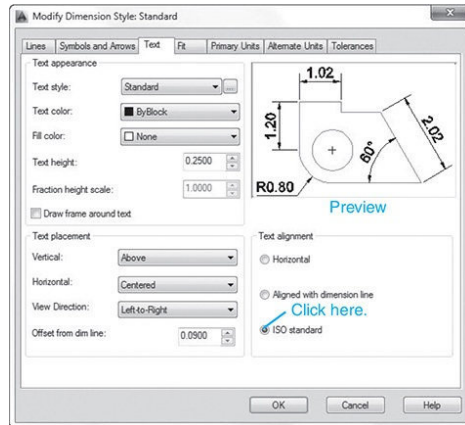 Modify Dimension Style: Standard
Lines Symbols and Arrows Text Fit Primary Units Alternate Units Tolerances
Text appearance
Text style: Standard ...
Text color: ByBlock
Fill color: None
Text height: 0.2500
Fraction height scale: 1.0000
Draw frame around text
1.02
1.20
2.02
60°
R0.80
Preview
Text placement
Vertical: Above
Horizontal: Centered
View Direction: Left-to-Right
Offset from dim line: 0.0900
Text alignment
Horizontal
Aligned with dimension line
Click here.
ISO standard
OK Cancel Help